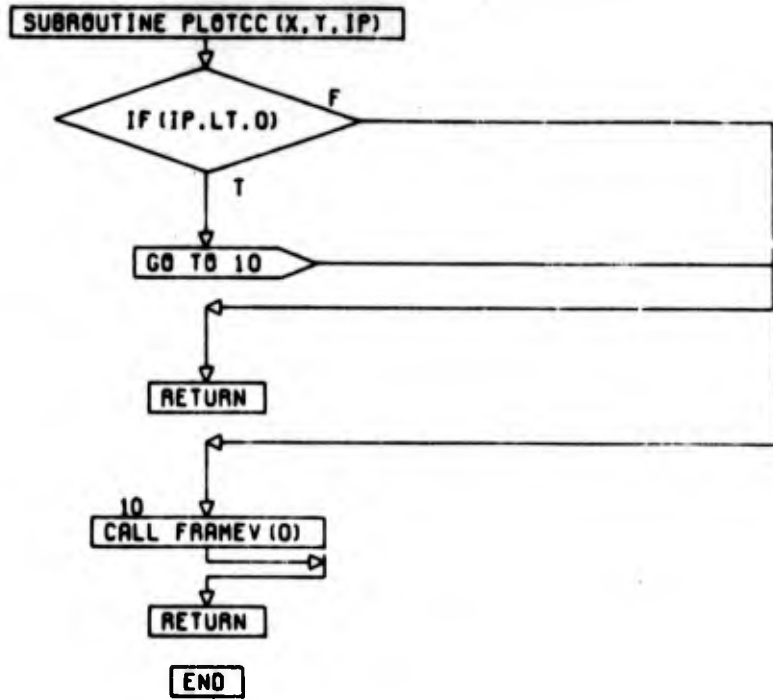 SUBROUTINE PLOTCC (X, Y, IP)
F
IF (IP.LT.0)
T
GO TO 10
RETURN
10
CALL FRAMEV (0)
RETURN
END